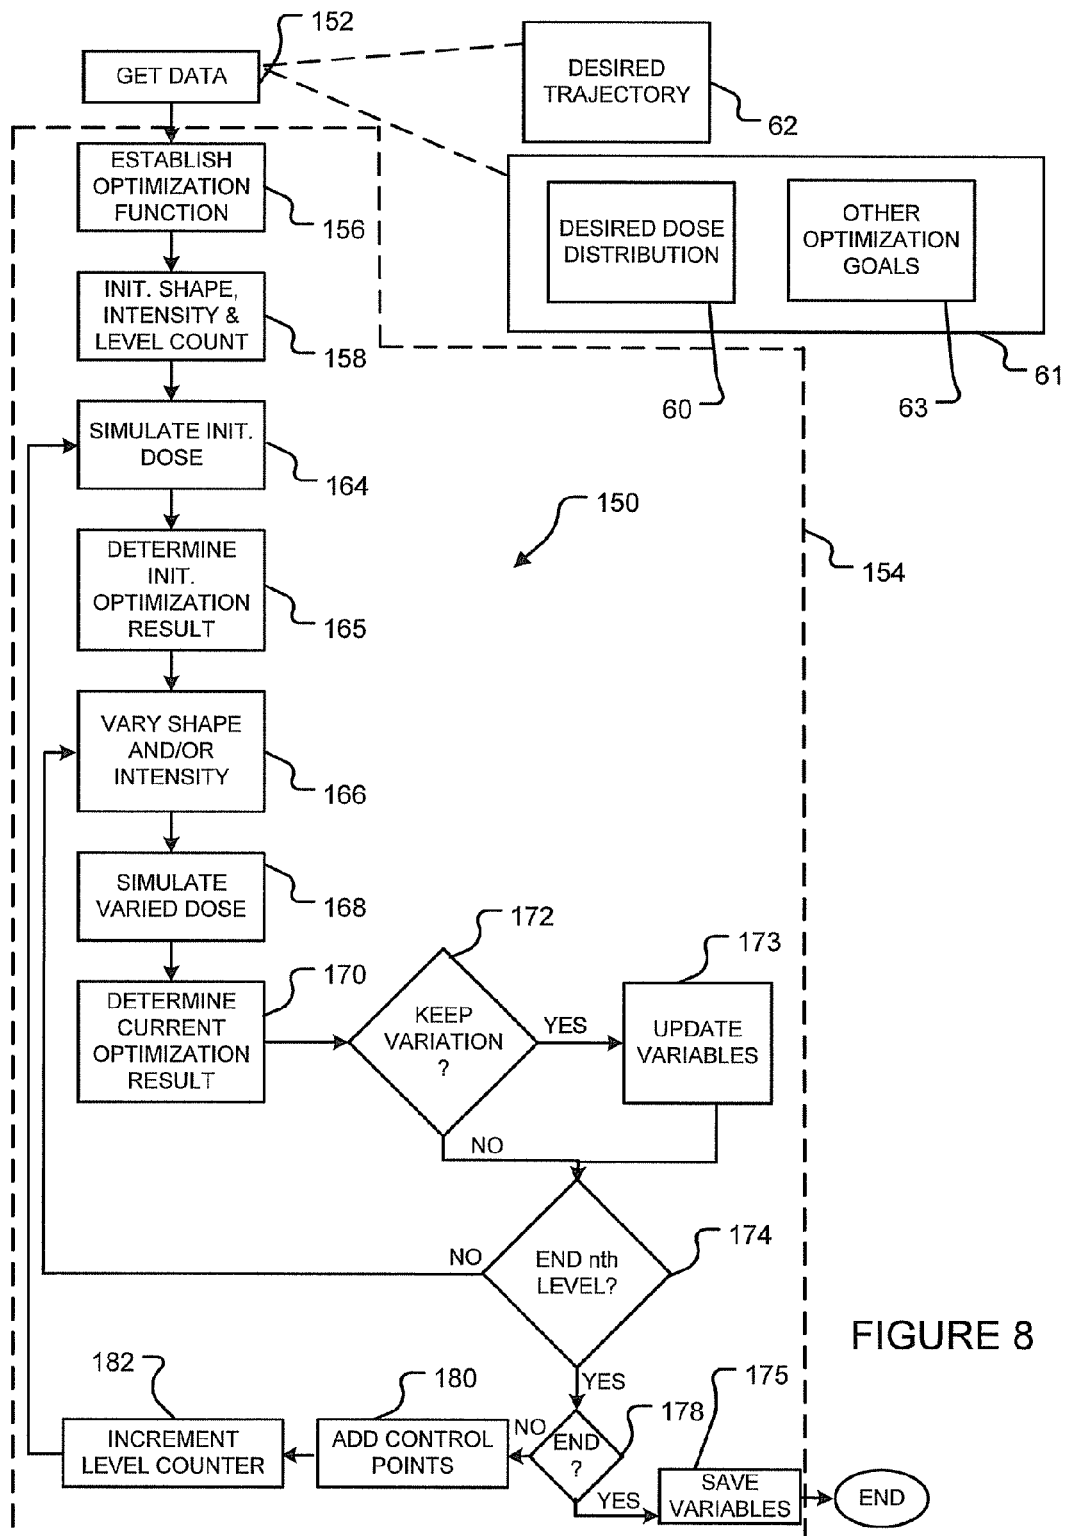 152
GET DATA
DESIRED
TRAJECTORY
62
ESTABLISH
OPTIMIZATION
FUNCTION
156
DESIRED DOSE
DISTRIBUTION
OTHER
OPTIMIZATION
GOALS
INIT. SHAPE,
INTENSITY &
LEVEL COUNT
158
60
63
61
SIMULATE INIT.
DOSE
164
150
DETERMINE
INIT.
OPTIMIZATION
RESULT
165
154
VARY SHAPE
AND/OR
INTENSITY
166
SIMULATE
VARIED DOSE
168
172
173
170
DETERMINE
CURRENT
OPTIMIZATION
RESULT
KEEP
VARIATION
?
YES
UPDATE
VARIABLES
NO
174
NO
END nth
LEVEL?
FIGURE 8
182
180
YES
175
178
INCREMENT
LEVEL COUNTER
ADD CONTROL
POINTS
NO
END
?
YES
SAVE
VARIABLES
END